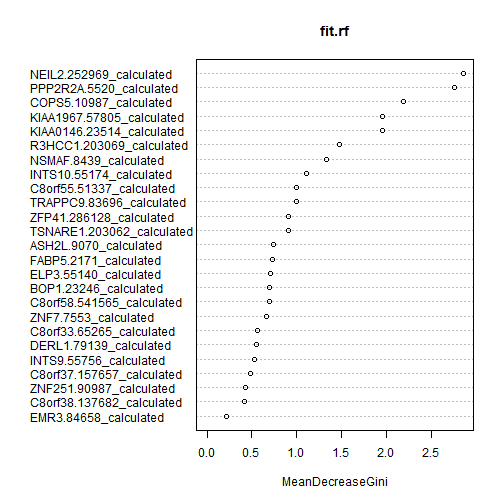 fit.rf
NEIL2.252969_calculated
PPP2R2A.5520_calculated
COPS5.10987_calculated
KIAA1967.57805_calculated
KIAA0146.23514_calculated
R3HCC1.203069_calculated
NSMAF.8439_calculated
INTS10.55174_calculated
C8orf55.51337_calculated
TRAPPC9.83696_calculated
ZFP41.286128_calculated
TSNARE1.203062_calculated
ASH2L.9070_calculated
FABP5.2171_calculated
ELP3.55140_calculated
BOP1.23246_calculated
C8orf58.541565_calculated
ZNF7.7553_calculated
C8orf33.65265_calculated
DERL1.79139_calculated
INTS9.55756_calculated
C8orf37.157657_calculated
ZNF251.90987_calculated
C8orf38.137682_calculated
EMR3.84658_calculated
0.0 0.5 1.0 1.5 2.0 2.5
MeanDecreaseGini